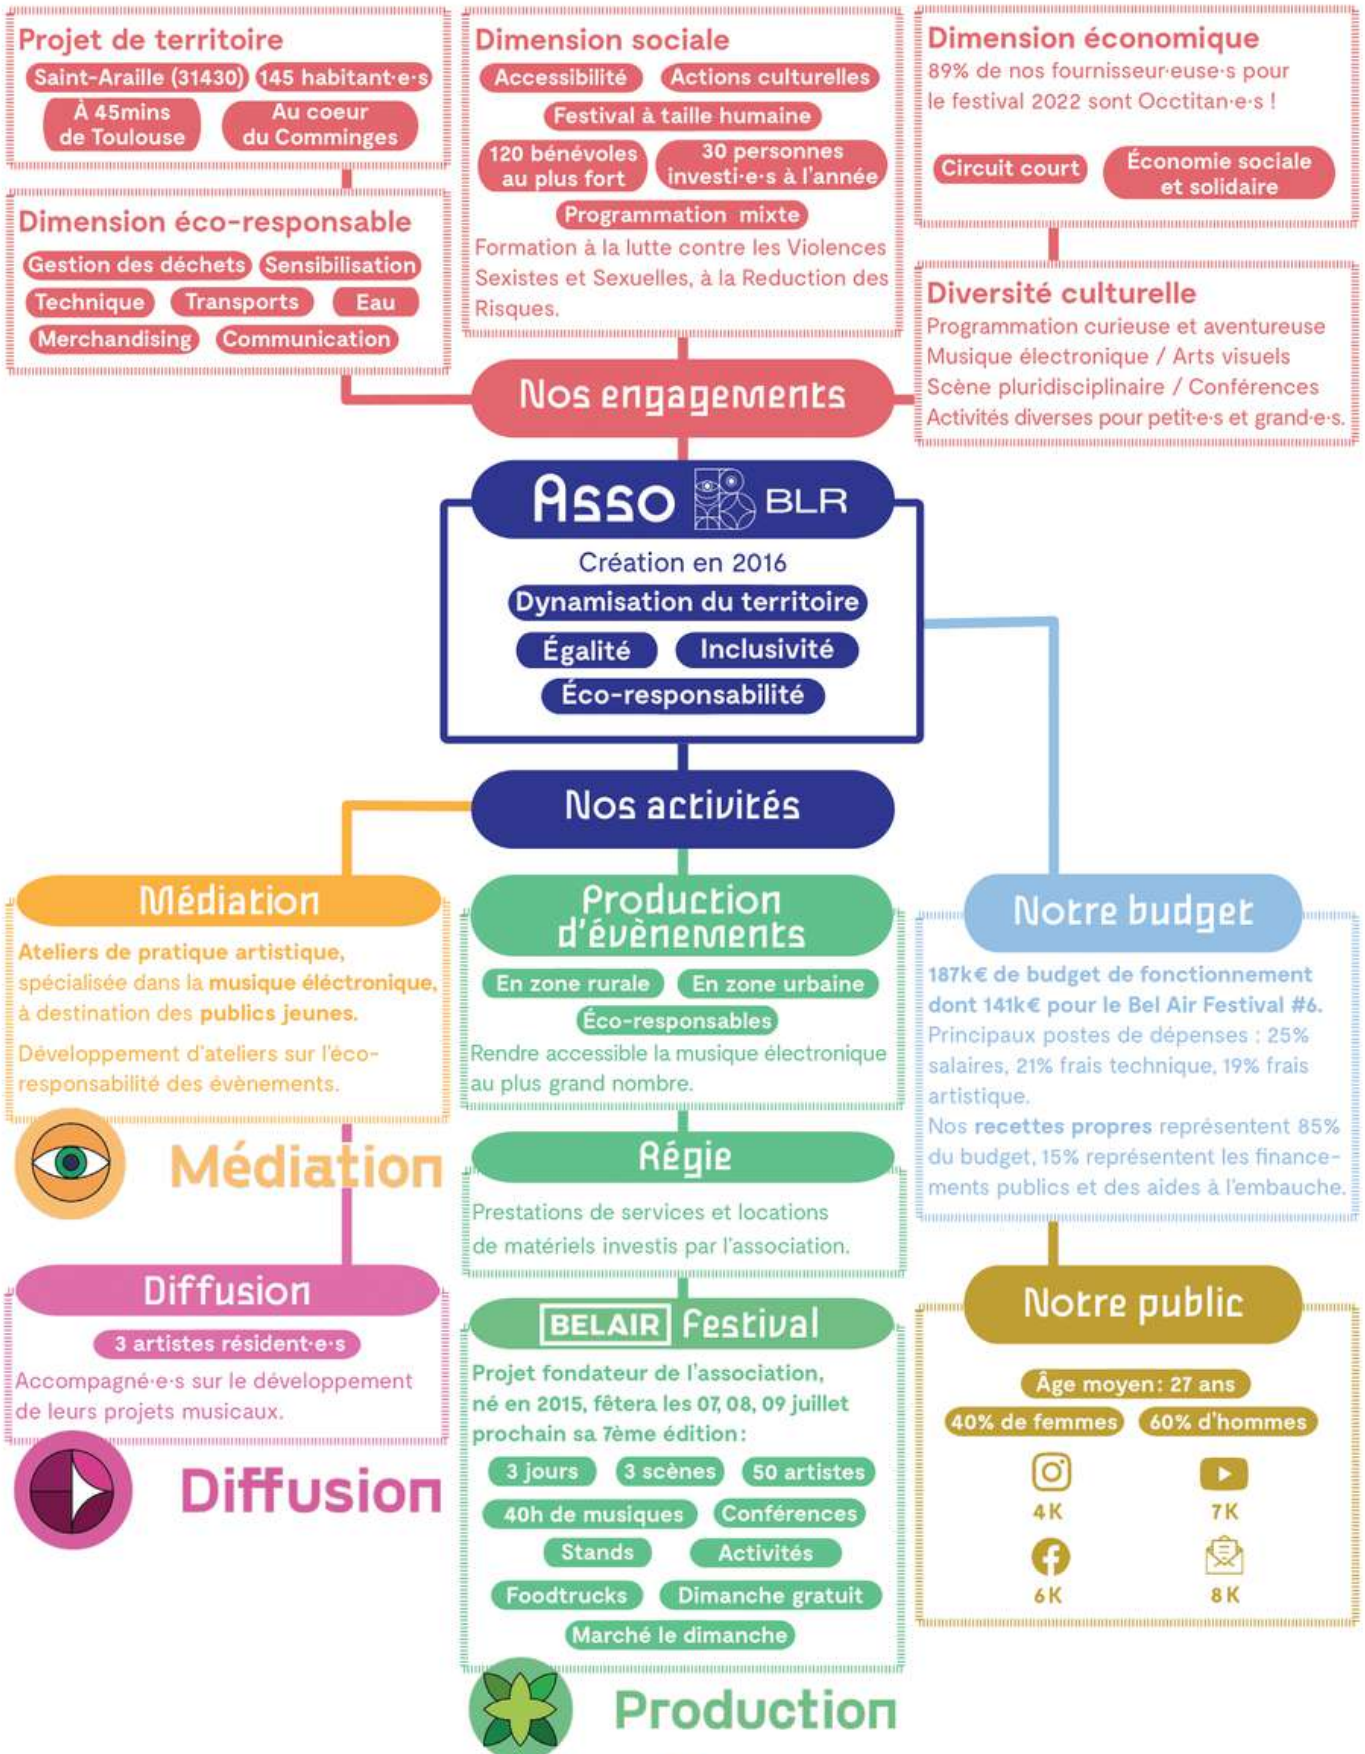 Projet de territoire
Saint-Araille (31430) 145 habitant·e·s
À 45mins
de Toulouse
Au coeur
du Comminges
Dimension éco-responsable
Gestion des déchets Sensibilisation
Technique Transports Eau
Merchandising Communication
Dimension sociale
Accessibilité Actions culturelles
Festival à taille humaine
120 bénévoles
au plus fort
30 personnes
investi·e·s à l'année
Programmation mixte
Formation à la lutte contre les Violences
Sexistes et Sexuelles, à la Reduction des
Risques.
Dimension économique
89% de nos fournisseur·euse·s pour
le festival 2022 sont Occtitan·e·s !
Circuit court
Économie sociale
et solidaire
Diversité culturelle
Programmation curieuse et aventureuse
Musique électronique / Arts visuels
Scène pluridisciplinaire / Conférences
Activités diverses pour petit·e·s et grand·e·s.
Nos engagements
Asso BLR
Création en 2016
Dynamisation du territoire
Égalité Inclusivité
Éco-responsabilité
Nos activités
Médiation
Ateliers de pratique artistique,
spécialisée dans la musique éléctronique,
à destination des publics jeunes.
Développement d'ateliers sur l'éco-
responsabilité des évènements.
Médiation
Diffusion
3 artistes résident·e·s
Accompagné·e·s sur le développement
de leurs projets musicaux.
Diffusion
Production
d'évènements
En zone rurale En zone urbaine
Éco-responsables
Rendre accessible la musique électronique
au plus grand nombre.
Régie
Prestations de services et locations
de matériels investis par l'association.
BELAIR Festival
Projet fondateur de l'association,
né en 2015, fêtera les 07, 08, 09 juillet
prochain sa 7ème édition :
3 jours 3 scènes 50 artistes
40h de musiques Conférences
Stands Activités
Foodtrucks Dimanche gratuit
Marché le dimanche
Production
Notre budget
187k€ de budget de fonctionnement
dont 141k€ pour le Bel Air Festival #6.
Principaux postes de dépenses : 25%
salaires, 21% frais technique, 19% frais
artistique.
Nos recettes propres représentent 85%
du budget, 15% représentent les finance-
ments publics et des aides à l'embauche.
Notre public
Âge moyen : 27 ans
40% de femmes 60% d'hommes
4K 7K
6K 8K